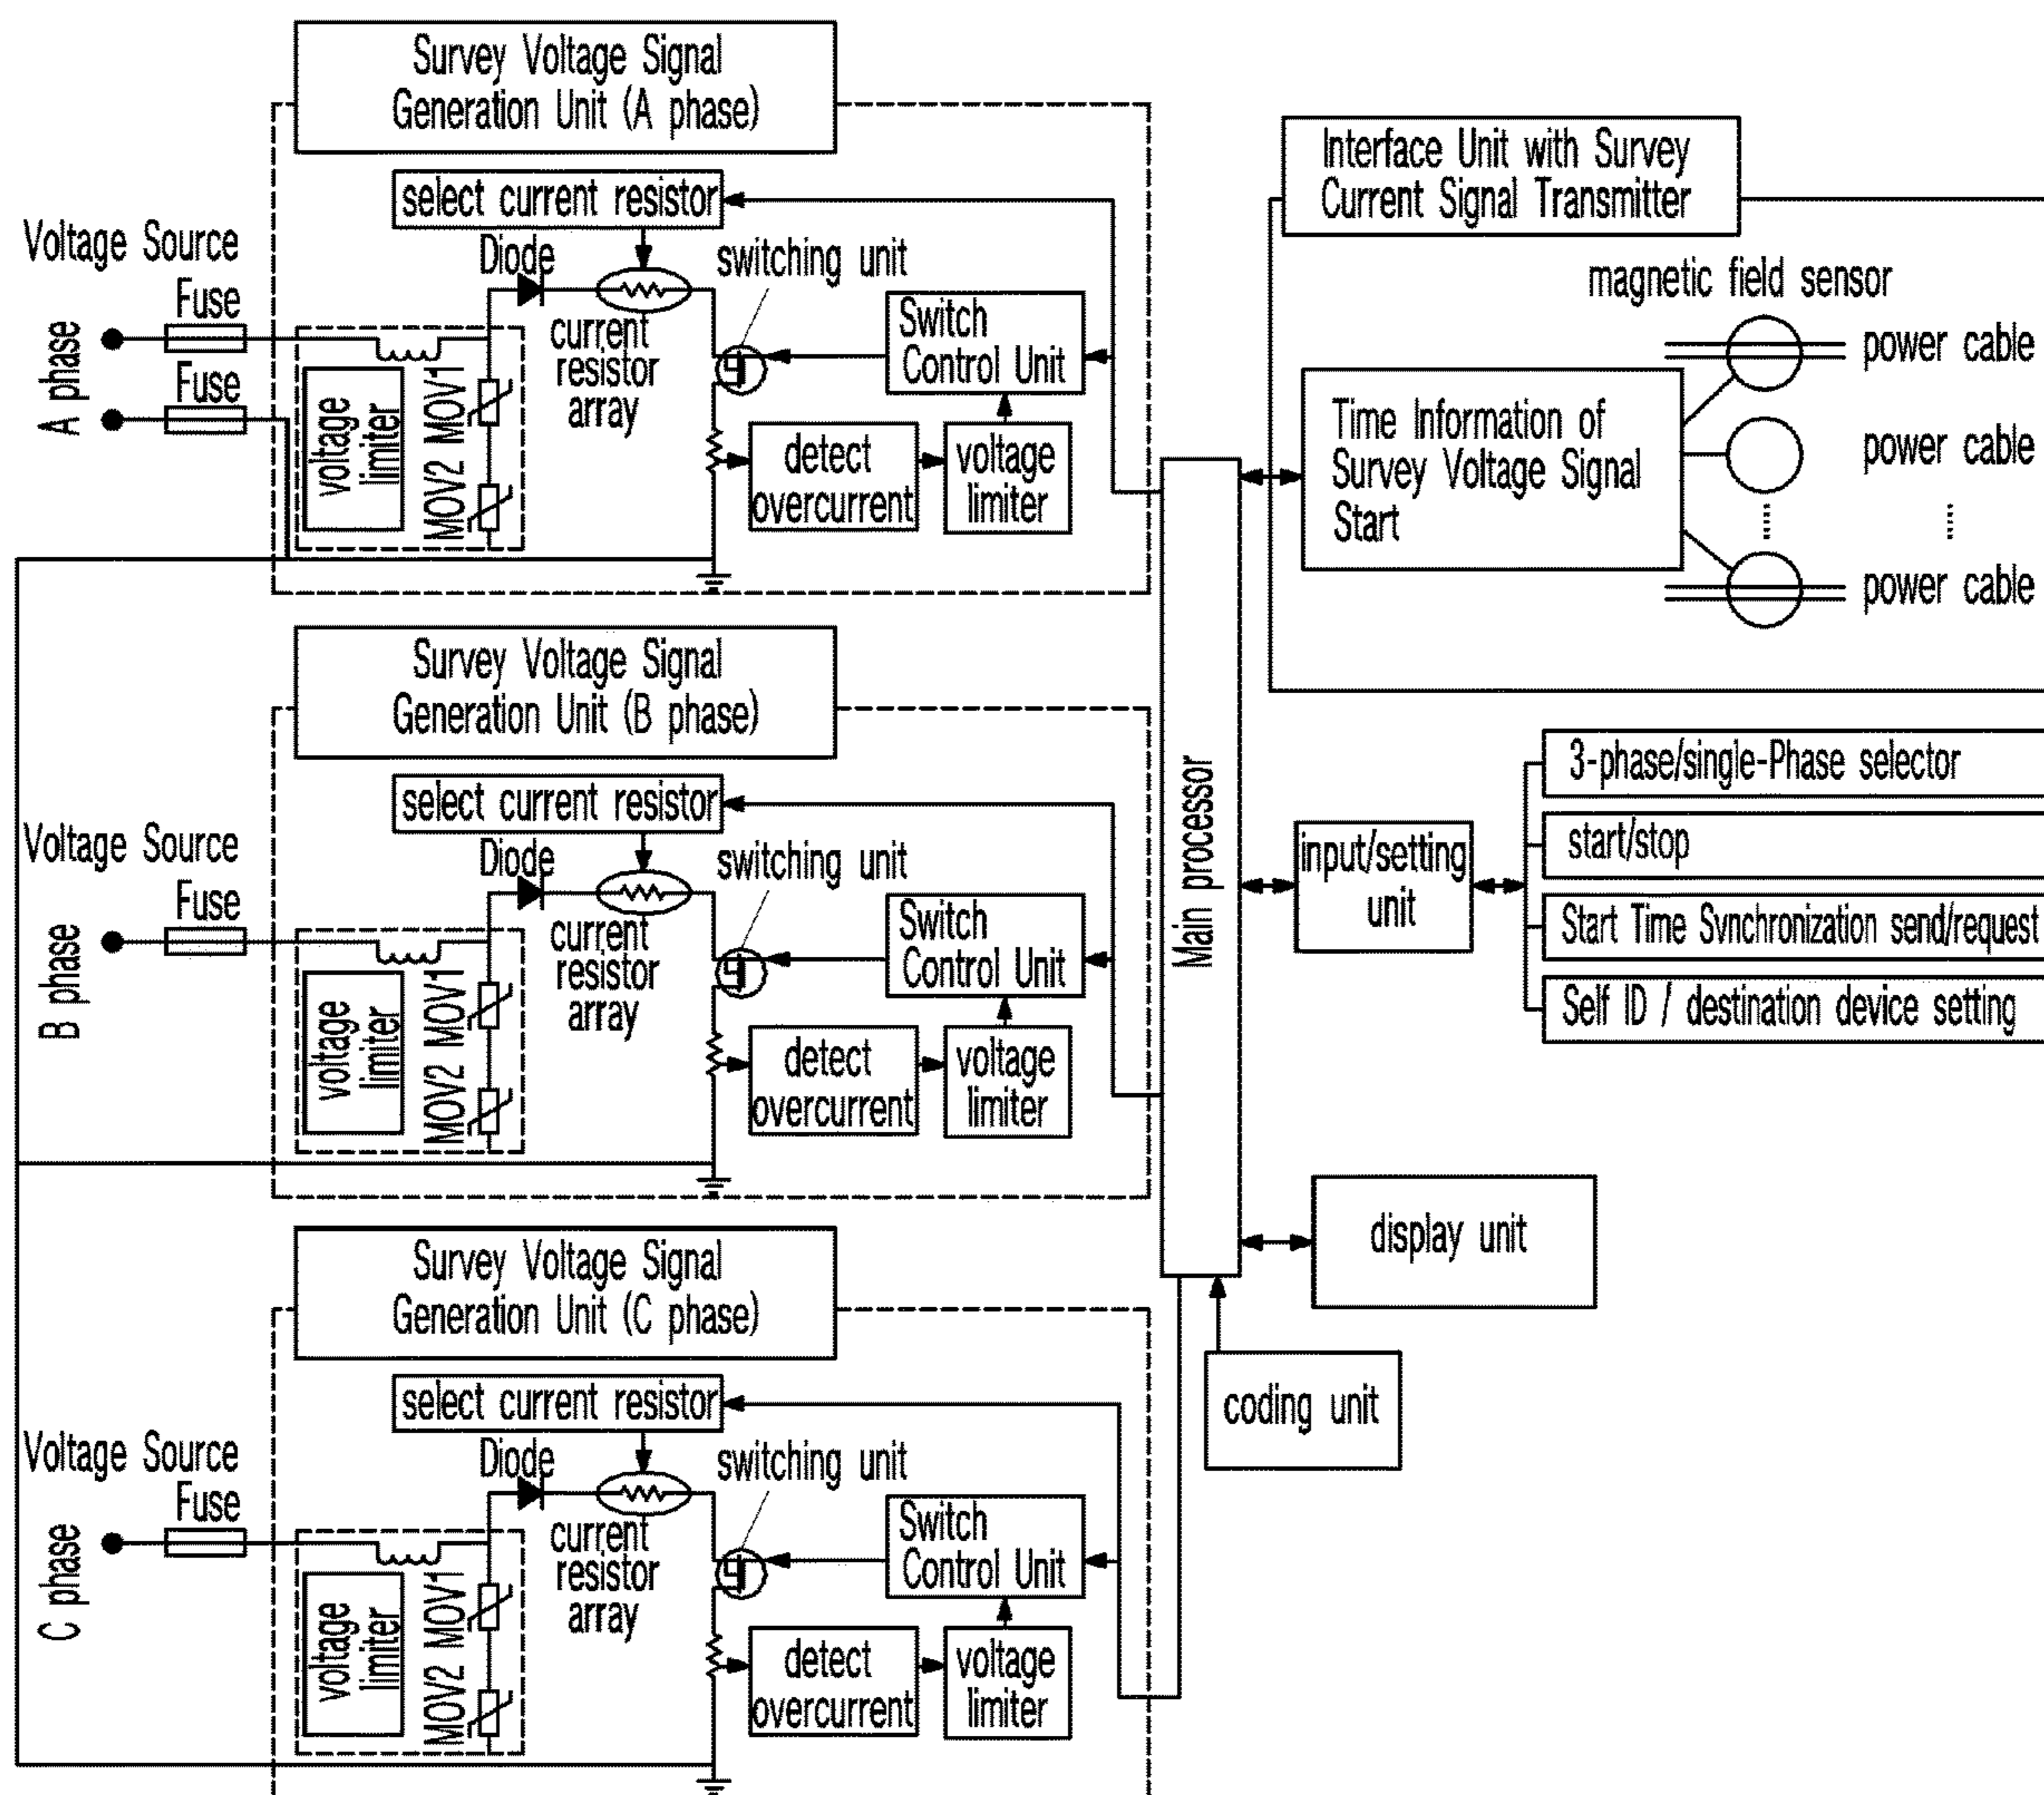 Survey Voltage Signal
Generation Unit (A phase)
select current resistor
Voltage Source
Fuse
Fuse
A phase
Diode
switching unit
current
resistor
array
voltage
limiter
MOV2 MOV1
Switch
Control Unit
detect
overcurrent
voltage
limiter
Survey Voltage Signal
Generation Unit (B phase)
select current resistor
Voltage Source
Fuse
B phase
Diode
switching unit
current
resistor
array
voltage
limiter
MOV2 MOV1
Switch
Control Unit
detect
overcurrent
voltage
limiter
Survey Voltage Signal
Generation Unit (C phase)
select current resistor
Voltage Source
Fuse
C phase
Diode
switching unit
current
resistor
array
voltage
limiter
MOV2 MOV1
Switch
Control Unit
detect
overcurrent
voltage
limiter
Main processor
Interface Unit with Survey
Current Signal Transmitter
magnetic field sensor
power cable
power cable
power cable
Time Information of
Survey Voltage Signal
Start
input/setting
unit
3-phase/single-Phase selector
start/stop
Start Time Synchronization send/request
Self ID / destination device setting
display unit
coding unit